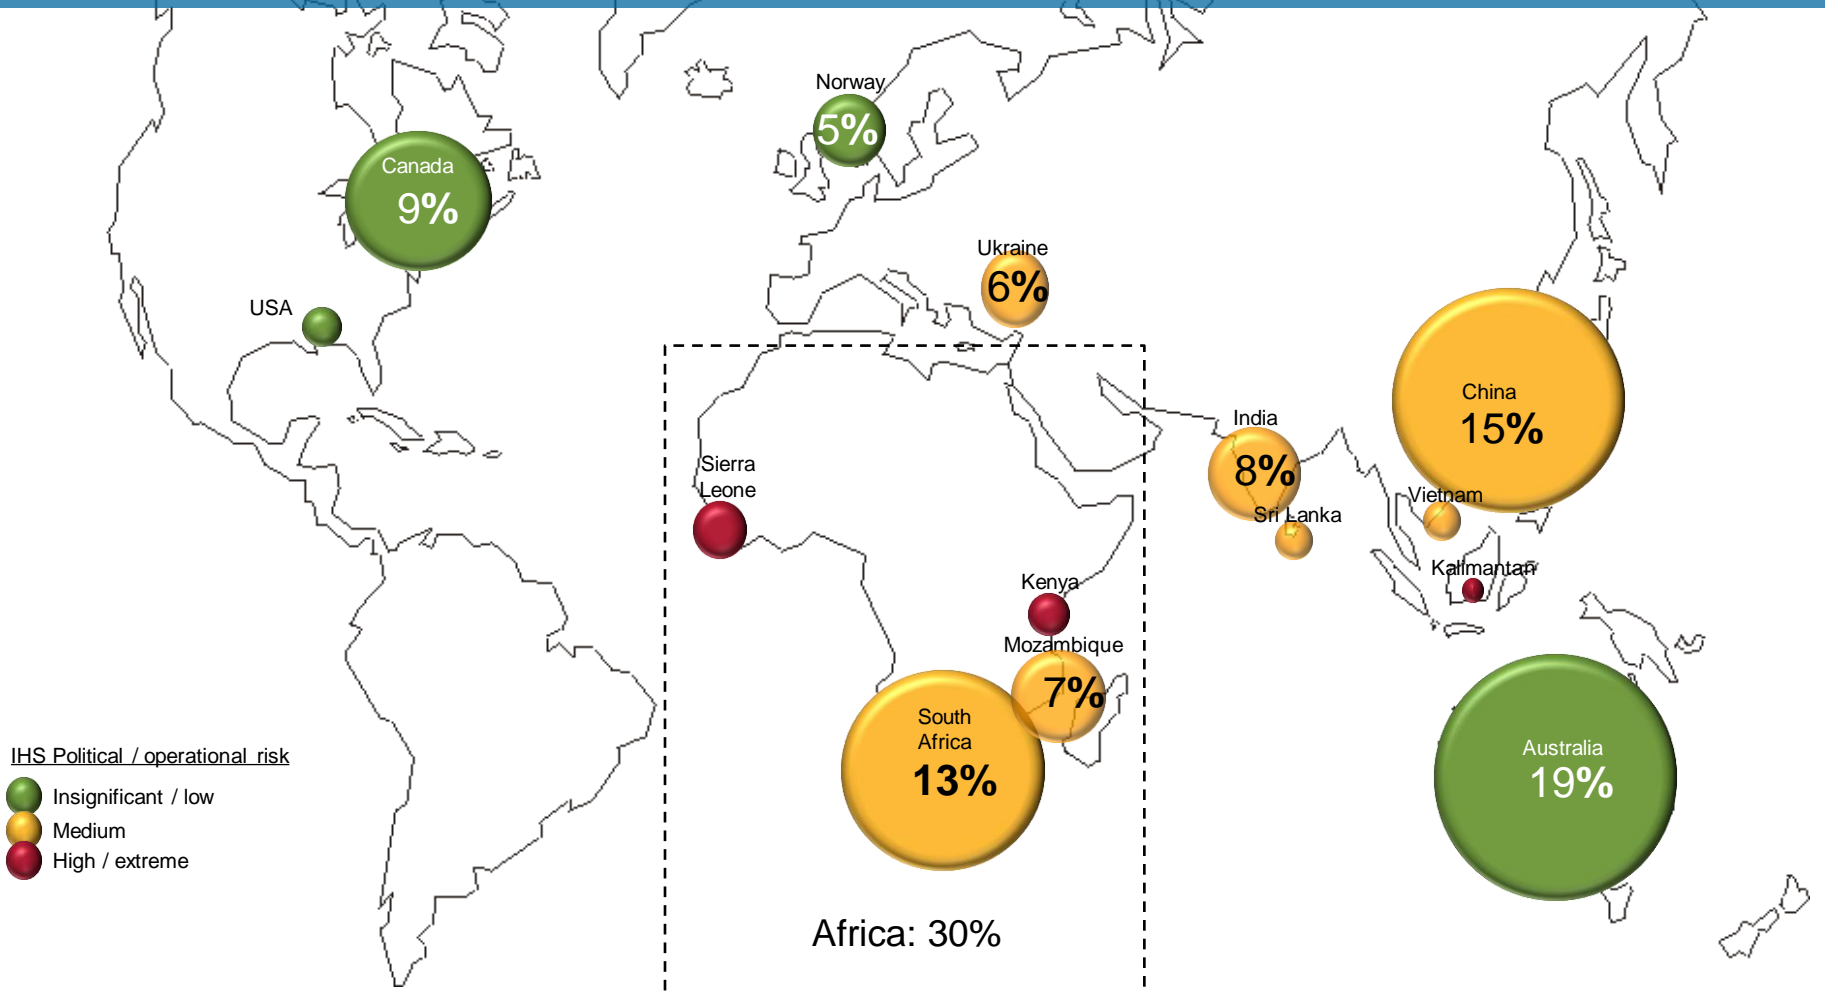 Norway
5%
Canada
9%
Ukraine
6%
USA
China
15%
India
8%
Sierra
Leone
Vietnam
Sri Lanka
Kalimantan
Kenya
Mozambique
7%
South
Africa
13%
Australia
19%
IHS Political / operational risk
Insignificant / low
Medium
High / extreme
Africa: 30%